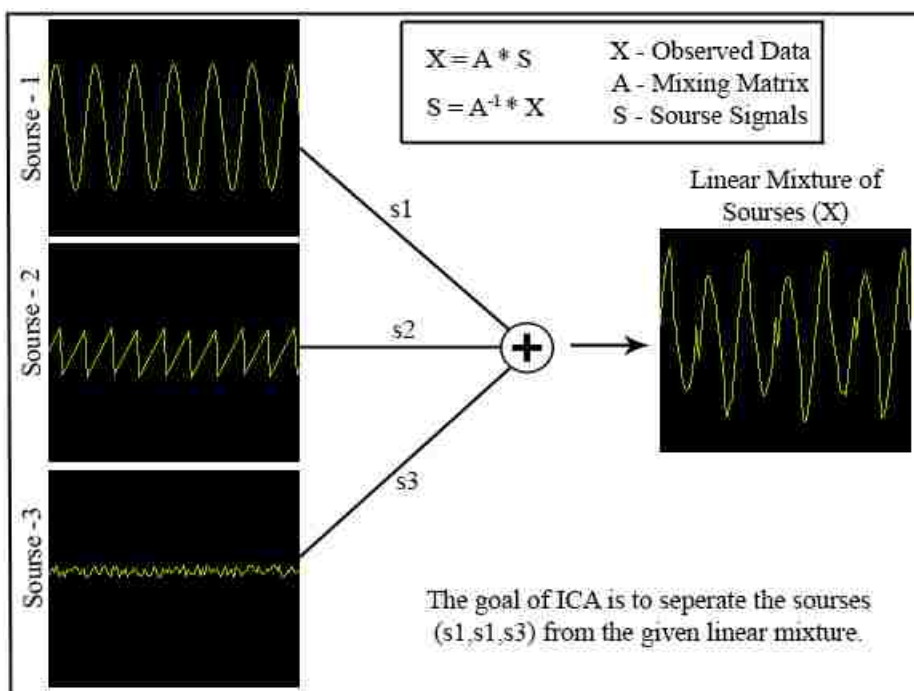 X = A * S
S = A⁻¹ * X
X - Observed Data
A - Mixing Matrix
S - Sourse Signals
Sourse - 1
Sourse - 2
Sourse -3
s1
s2
s3
+
Linear Mixture of
Sourses (X)
The goal of ICA is to seperate the sourses
(s1,s1,s3) from the given linear mixture.